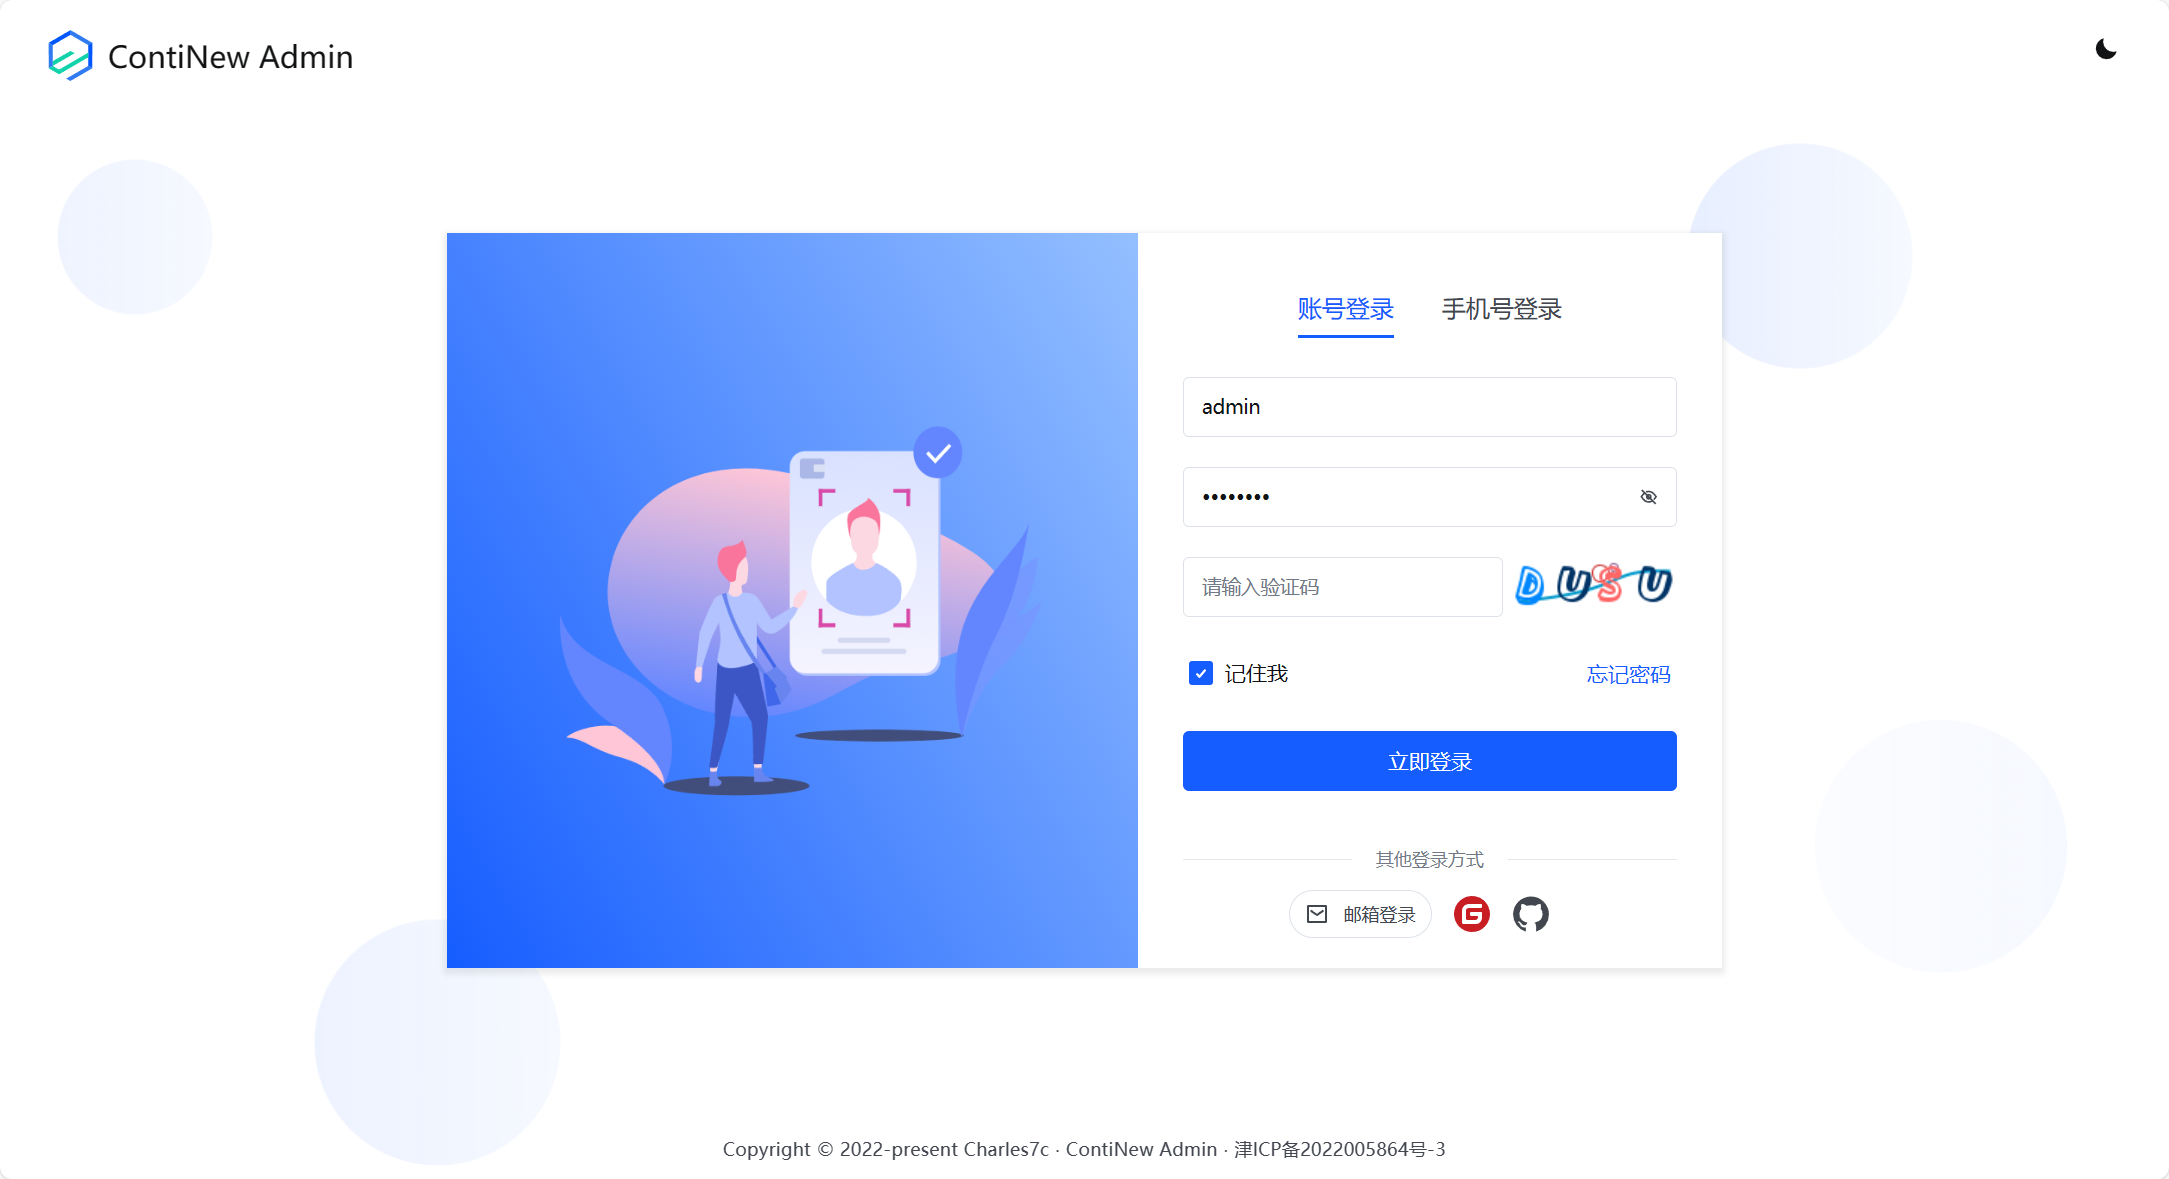 ContiNew Admin
账号登录 手机号登录
admin
••••••••
请输入验证码 DUSU
记住我 忘记密码
立即登录
其他登录方式
邮箱登录 G
Copyright © 2022-present Charles7c · ContiNew Admin · 津ICP备2022005864号-3